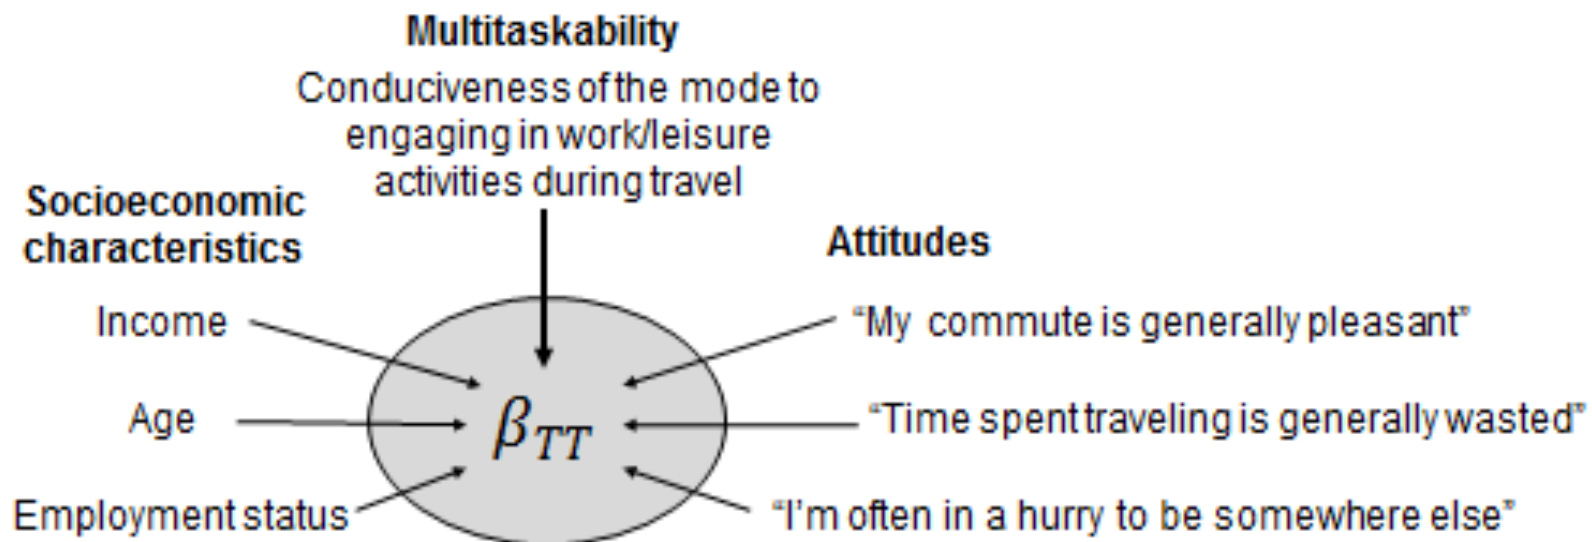 Multitaskability
Conduciveness of the mode to
engaging in work/leisure
activities during travel
Socioeconomic
characteristics
Income
Age
Employment status
β_TT
Attitudes
“My commute is generally pleasant”
“Time spent traveling is generally wasted”
“I’m often in a hurry to be somewhere else”